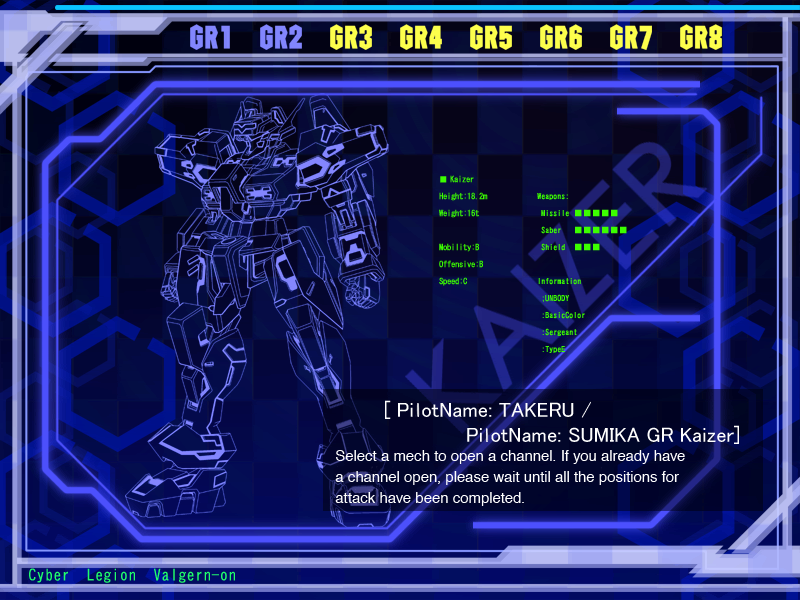 GR1 GR2 GR3 GR4 GR5 GR6 GR7 GR8
KAIZER
■ Kaizer
Height:18.2m
Weight:16t
Mobility:B
Offensive:B
Speed:C
Weapons:
Missile ■■■■■
Saber ■■■■■■
Shield ■■■
Information
:UNBODY
:BasicColor
:Sergeant
:TypeE
[ PilotName: TAKERU /
PilotName: SUMIKA GR Kaizer]
Select a mech to open a channel. If you already have
a channel open, please wait until all the positions for
attack have been completed.
Cyber Legion Valgern-on